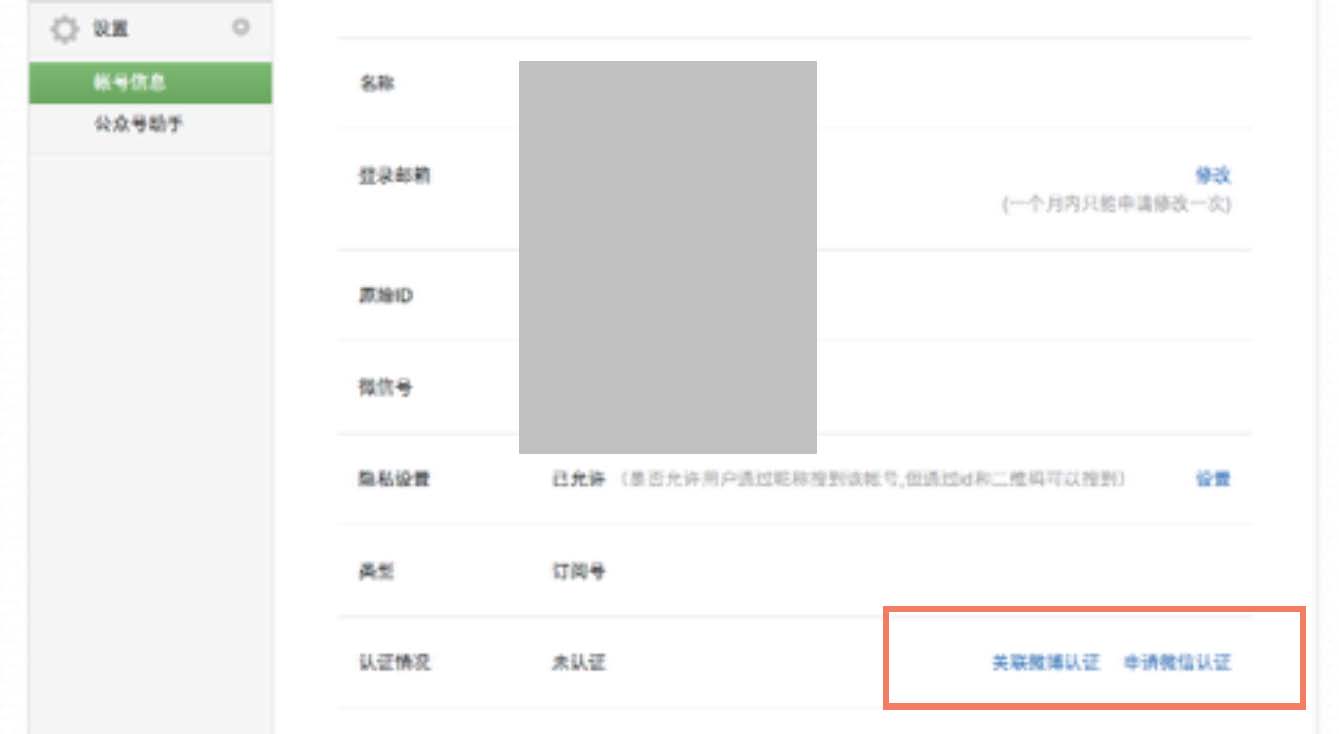 设置
帐号信息
公众号助手
名称
登录邮箱
修改
(一个月内只能申请修改一次)
原始ID
微信号
隐私设置 已允许 (是否允许用户通过昵称搜到该帐号,但通过id和二维码可以搜到) 设置
类型 订阅号
认证情况 未认证 关联微博认证 申请微信认证